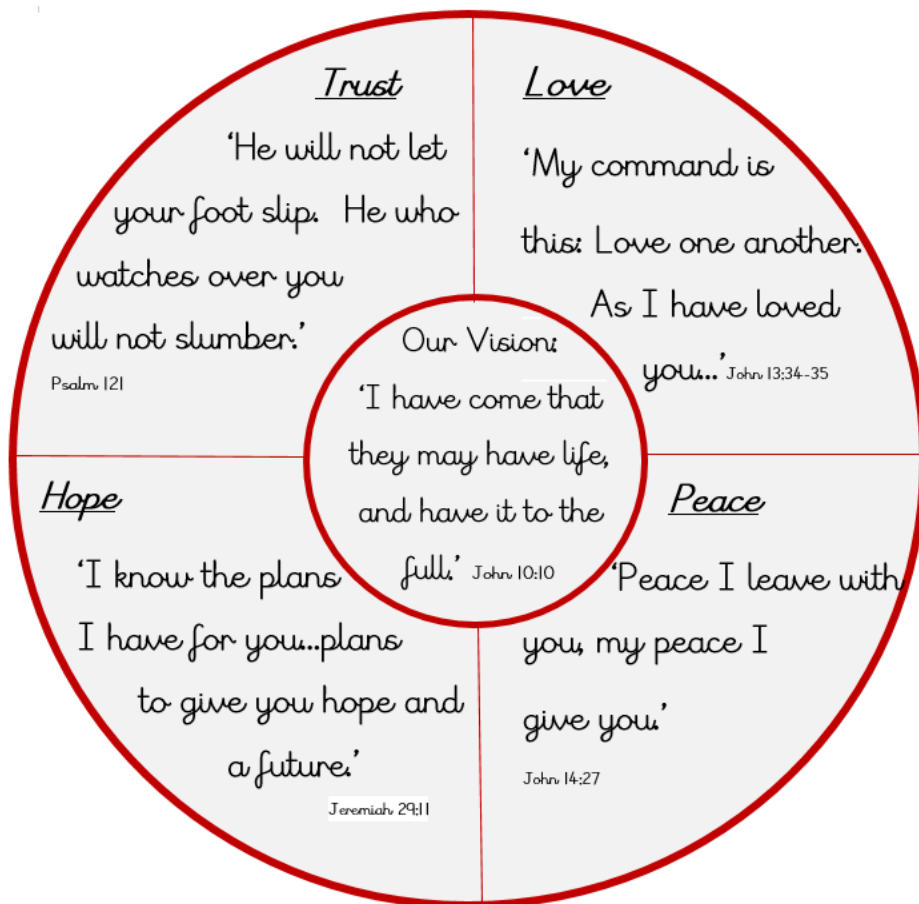 Trust
‘He will not let
your foot slip.  He who
watches over you
will not slumber.’
Psalm 121
Love
‘My command is
this: Love one another.
As I have loved
you...’ John 13:34-35
Our Vision:
‘I have come that
they may have life,
and have it to the
full.’ John 10:10
Hope
‘I know the plans
I have for you...plans
to give you hope and
a future.’
Jeremiah 29:11
Peace
‘Peace I leave with
you, my peace I
give you.’
John 14:27